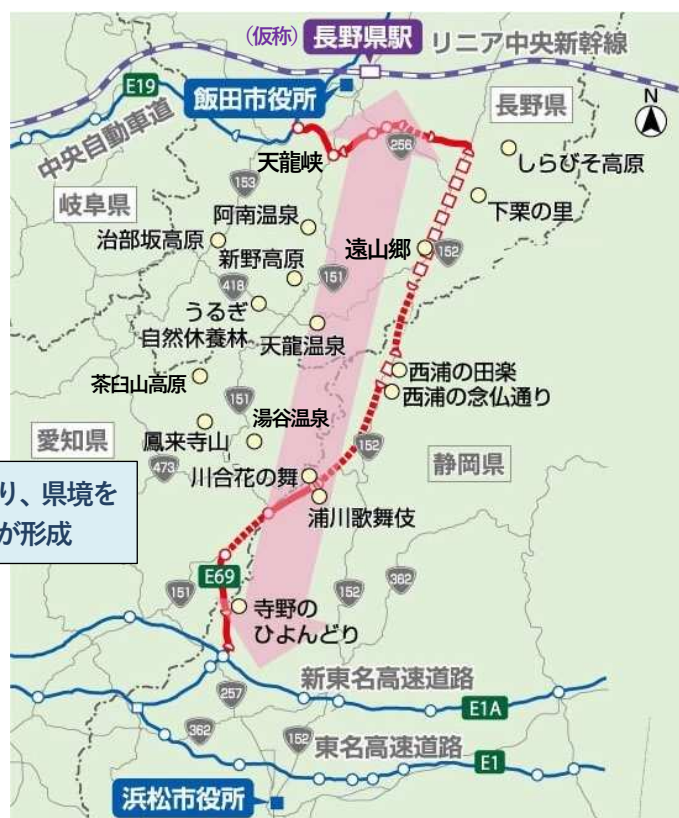 (仮称)
長野県駅
リニア中央新幹線
E19
飯田市役所
長野県
N
中央自動車道
天龍峡
256
しらびそ高原
153
岐阜県
阿南温泉
下栗の里
治部坂高原
遠山郷
152
新野高原
151
418
うるぎ
自然休養林
天龍温泉
茶臼山高原
西浦の田楽
西浦の念仏通り
151
湯谷温泉
愛知県
鳳来寺山
152
静岡県
473
川合花の舞
り、県境を
が形成
浦川歌舞伎
E69
151
152
362
寺野の
ひよんどり
新東名高速道路
257
E1A
362
152
東名高速道路
E1
浜松市役所